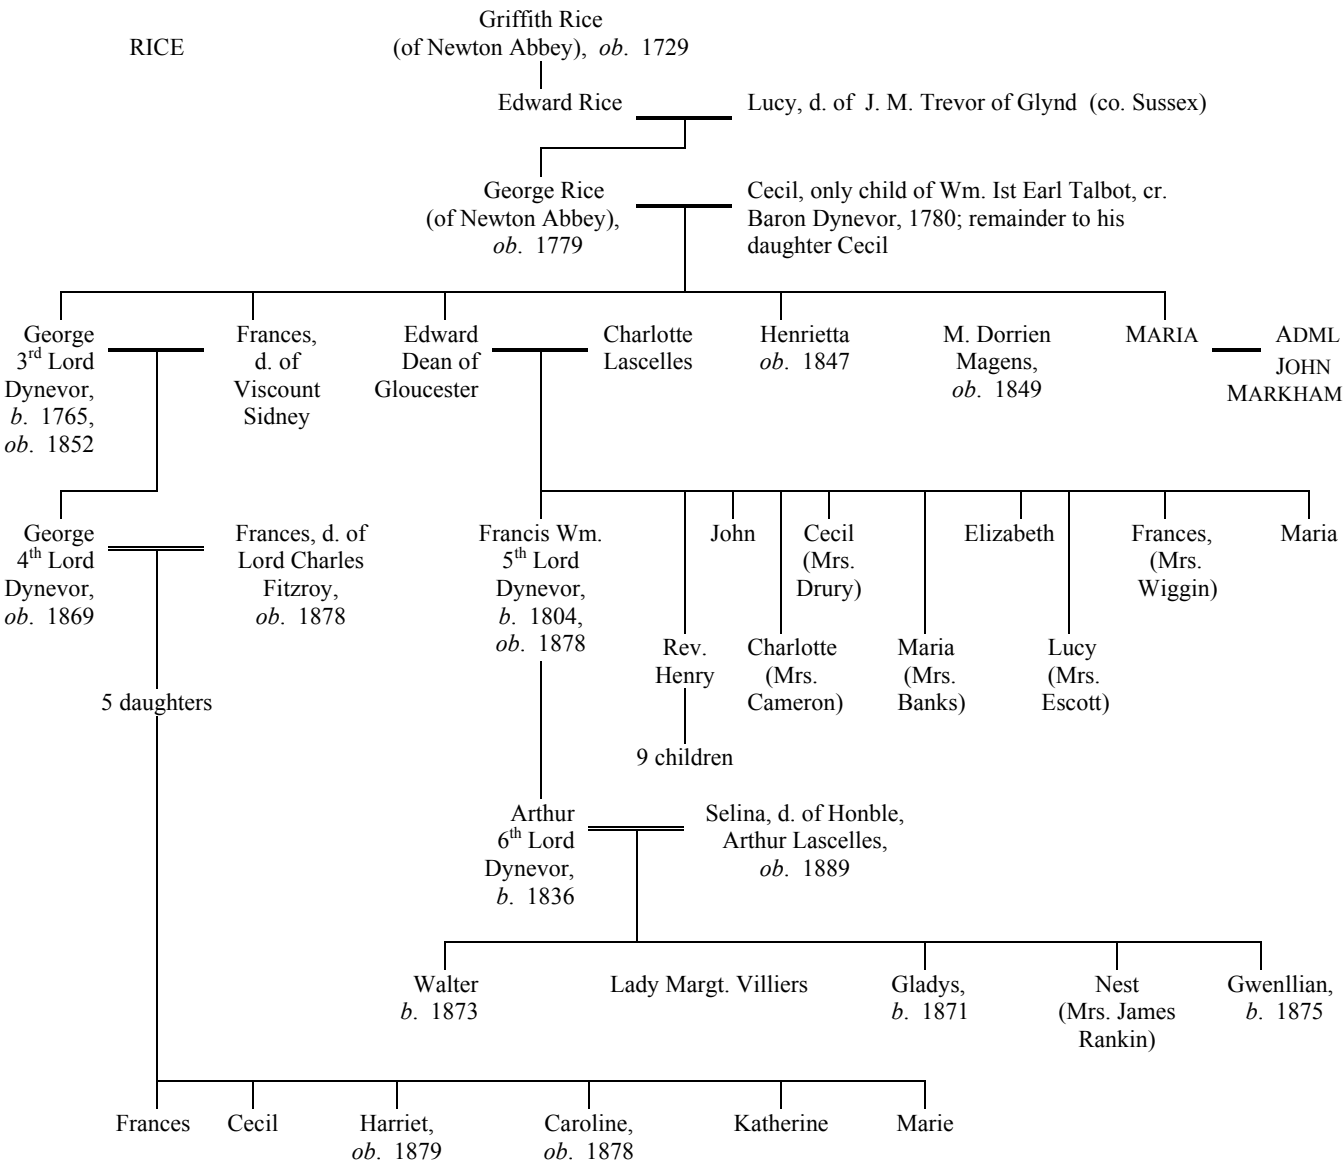 RICE
Griffith Rice
(of Newton Abbey), ob. 1729
Edward Rice
Lucy, d. of J. M. Trevor of Glynd (co. Sussex)
George Rice
(of Newton Abbey),
ob. 1779
Cecil, only child of Wm. Ist Earl Talbot, cr.
Baron Dynevor, 1780; remainder to his
daughter Cecil
George
3rd Lord
Dynevor,
b. 1765,
ob. 1852
Frances,
d. of
Viscount
Sidney
Edward
Dean of
Gloucester
Charlotte
Lascelles
Henrietta
ob. 1847
M. Dorrien
Magens,
ob. 1849
MARIA
ADML
JOHN
MARKHAM
George
4th Lord
Dynevor,
ob. 1869
Frances, d. of
Lord Charles
Fitzroy,
ob. 1878
Francis Wm.
5th Lord
Dynevor,
b. 1804,
ob. 1878
Rev.
Henry
John
Charlotte
(Mrs.
Cameron)
Cecil
(Mrs.
Drury)
Maria
(Mrs.
Banks)
Elizabeth
Lucy
(Mrs.
Escott)
Frances,
(Mrs.
Wiggin)
Maria
5 daughters
9 children
Arthur
6th Lord
Dynevor,
b. 1836
Selina, d. of Honble,
Arthur Lascelles,
ob. 1889
Walter
b. 1873
Lady Margt. Villiers
Gladys,
b. 1871
Nest
(Mrs. James
Rankin)
Gwenllian,
b. 1875
Frances
Cecil
Harriet,
ob. 1879
Caroline,
ob. 1878
Katherine
Marie